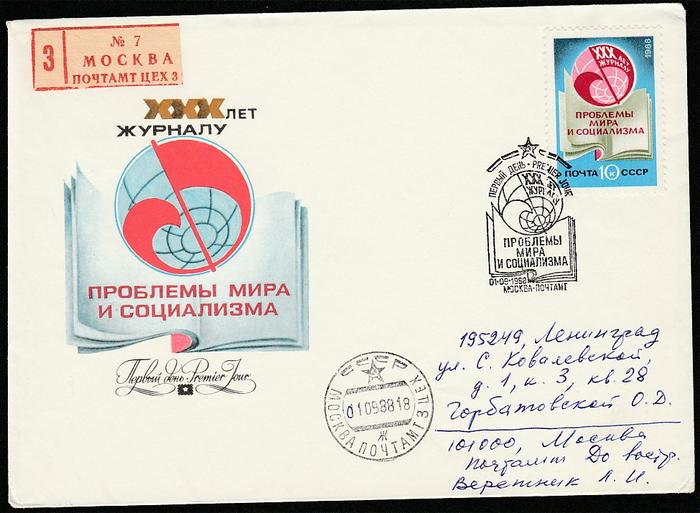 З
№ 7
МОСКВА
ПОЧТАМТ ЦЕХ 3
XXX ЛЕТ
ЖУРНАЛУ
ПРОБЛЕМЫ МИРА
И СОЦИАЛИЗМА
Первый день · Premier Jour
1988
XXX ЛЕТ
ЖУРНАЛУ
ПРОБЛЕМЫ
МИРА
И СОЦИАЛИЗМА
ПОЧТА 10к СССР
ПЕРВЫЙ ДЕНЬ · PREMIER JOUR
XXX ЛЕТ
ЖУРНАЛУ
ПРОБЛЕМЫ
МИРА
И СОЦИАЛИЗМА
01-09-1988
МОСКВА-ПОЧТАМТ
СССР
01 09 88 18
Ж
МОСКВА ПОЧТАМТ ЦЕХ 3
195249, Ленинград
ул. С. Ковалевской,
д. 1, к. 3, кв. 28
Горбатовской О. Д.
101000, Москва
почтамт До востр.
Веретник Л. И.